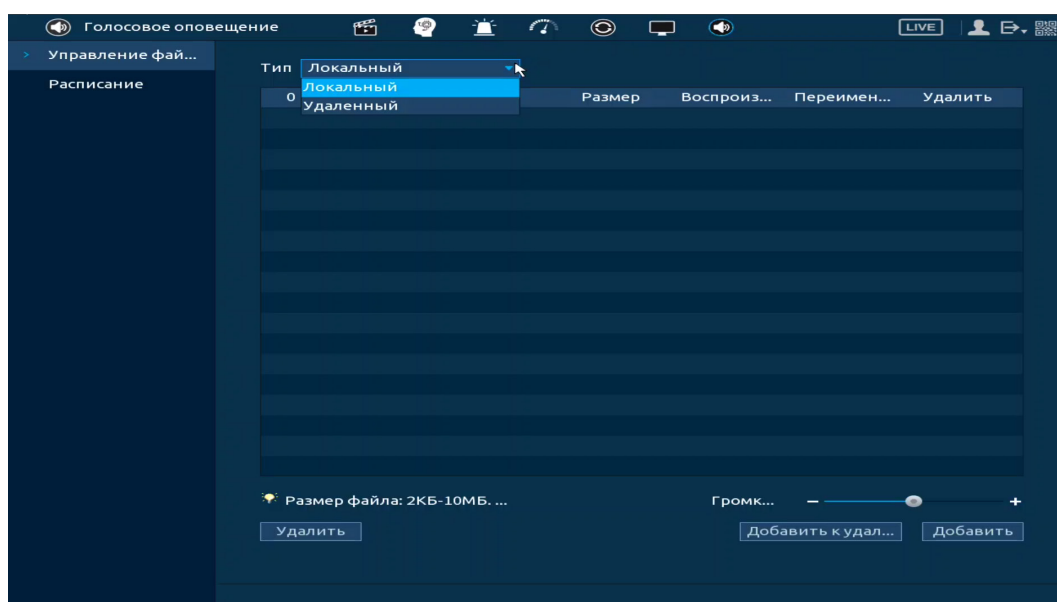 Голосовое оповещение
LIVE
Управление фай...
Расписание
Тип Локальный
Локальный
Удаленный
0 Размер Воспроиз... Переимен... Удалить
Размер файла: 2КБ-10МБ. ...
Громк... − +
Удалить Добавить к удал... Добавить